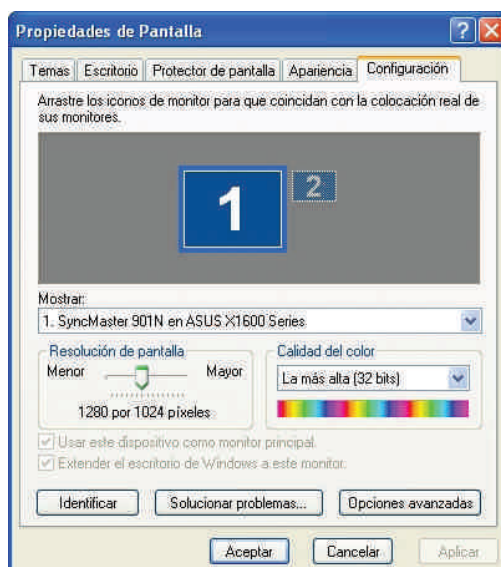 Propiedades de Pantalla
Temas Escritorio Protector de pantalla Apariencia Configuración
Arrastre los iconos de monitor para que coincidan con la colocación real de
sus monitores.
1 2
Mostrar:
1. SyncMaster 901N en ASUS X1600 Series
Resolución de pantalla
Menor Mayor
1280 por 1024 píxeles
Calidad del color
La más alta (32 bits)
Usar este dispositivo como monitor principal.
Extender el escritorio de Windows a este monitor.
Identificar Solucionar problemas... Opciones avanzadas
Aceptar Cancelar Aplicar